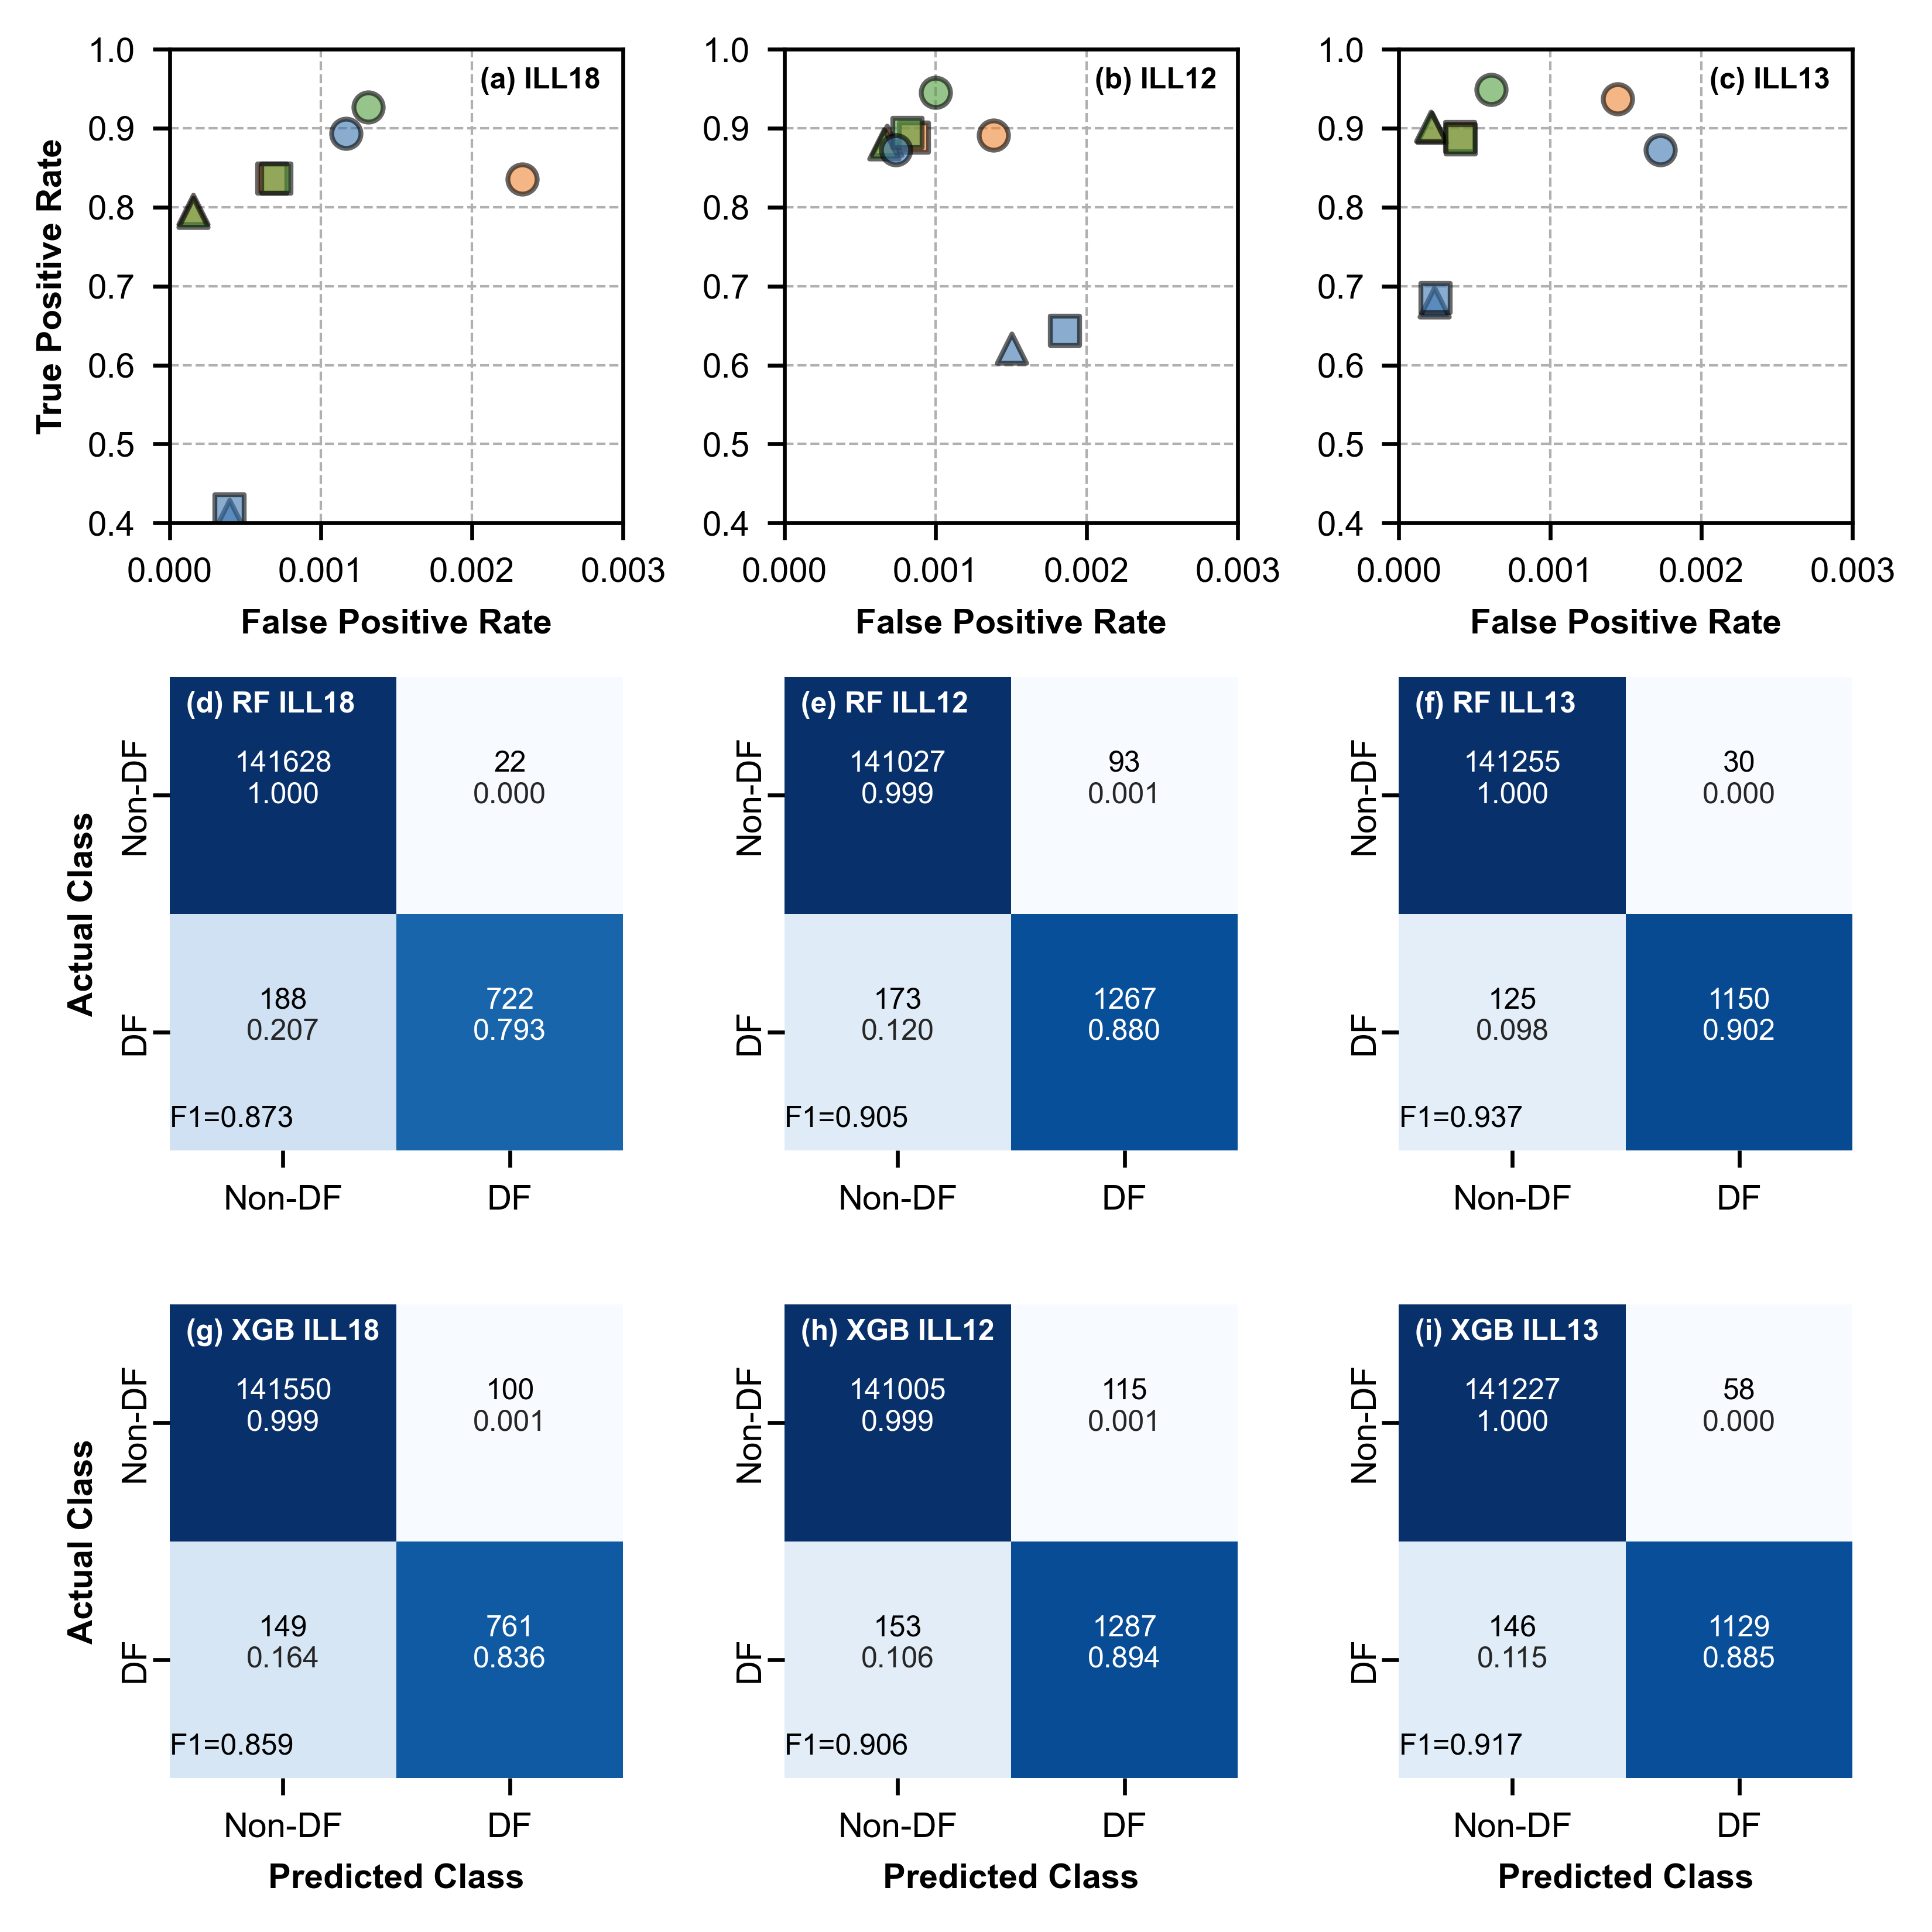 (a) ILL18
1.0
0.9
0.8
0.7
0.6
0.5
0.4
True Positive Rate
0.000 0.001 0.002 0.003
False Positive Rate
(b) ILL12
1.0
0.9
0.8
0.7
0.6
0.5
0.4
0.000 0.001 0.002 0.003
False Positive Rate
(c) ILL13
1.0
0.9
0.8
0.7
0.6
0.5
0.4
0.000 0.001 0.002 0.003
False Positive Rate
(d) RF ILL18
Actual Class
Non-DF
141628
1.000
22
0.000
DF
188
0.207
722
0.793
F1=0.873
Non-DF DF
(e) RF ILL12
Non-DF
141027
0.999
93
0.001
DF
173
0.120
1267
0.880
F1=0.905
Non-DF DF
(f) RF ILL13
Non-DF
141255
1.000
30
0.000
DF
125
0.098
1150
0.902
F1=0.937
Non-DF DF
(g) XGB ILL18
Actual Class
Non-DF
141550
0.999
100
0.001
DF
149
0.164
761
0.836
F1=0.859
Non-DF DF
Predicted Class
(h) XGB ILL12
Non-DF
141005
0.999
115
0.001
DF
153
0.106
1287
0.894
F1=0.906
Non-DF DF
Predicted Class
(i) XGB ILL13
Non-DF
141227
1.000
58
0.000
DF
146
0.115
1129
0.885
F1=0.917
Non-DF DF
Predicted Class